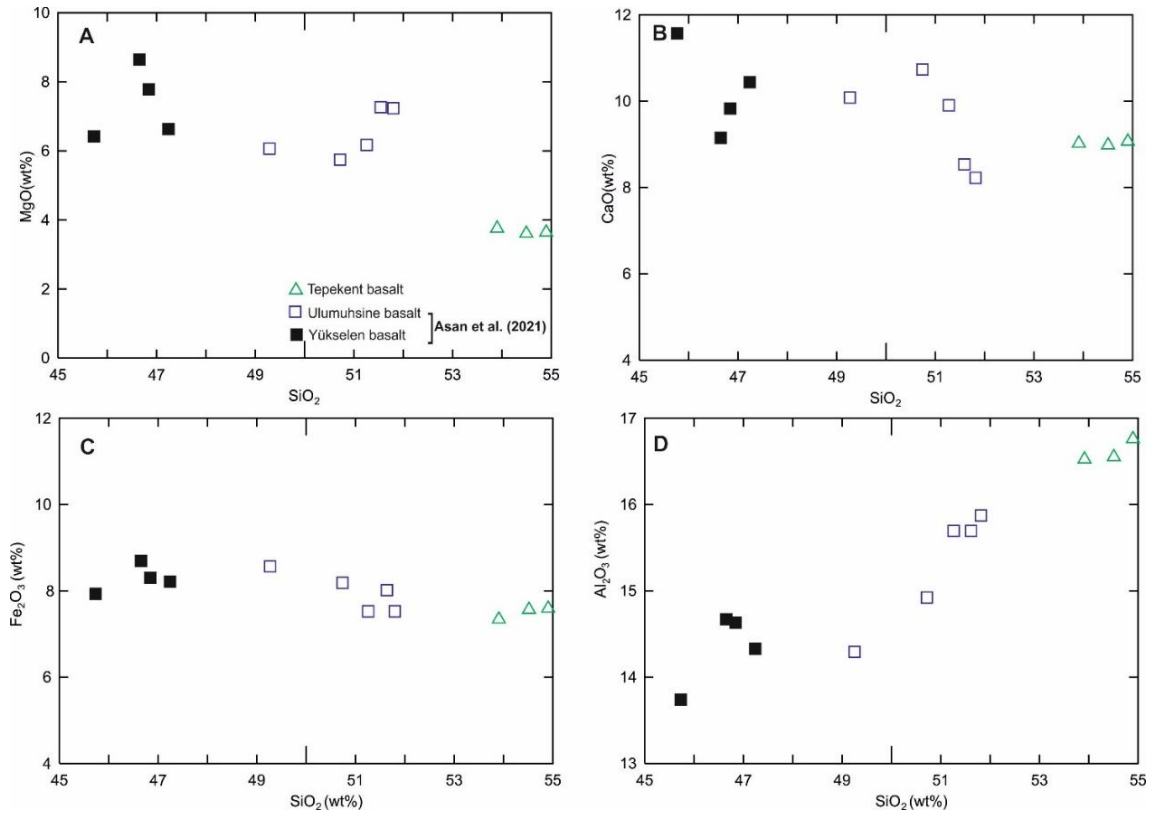 A
10
8
6
4
2
0
MgO(wt%)
△ Tepekent basalt
□ Ulumuhsine basalt
■ Yükselen basalt
Asan et al. (2021)
45 47 49 51 53 55
SiO₂
B
12
10
8
6
4
CaO(wt%)
45 47 49 51 53 55
SiO₂
C
12
10
8
6
4
Fe₂O₃ (wt%)
45 47 49 51 53 55
SiO₂ (wt%)
D
17
16
15
14
13
Al₂O₃ (wt%)
45 47 49 51 53 55
SiO₂ (wt%)